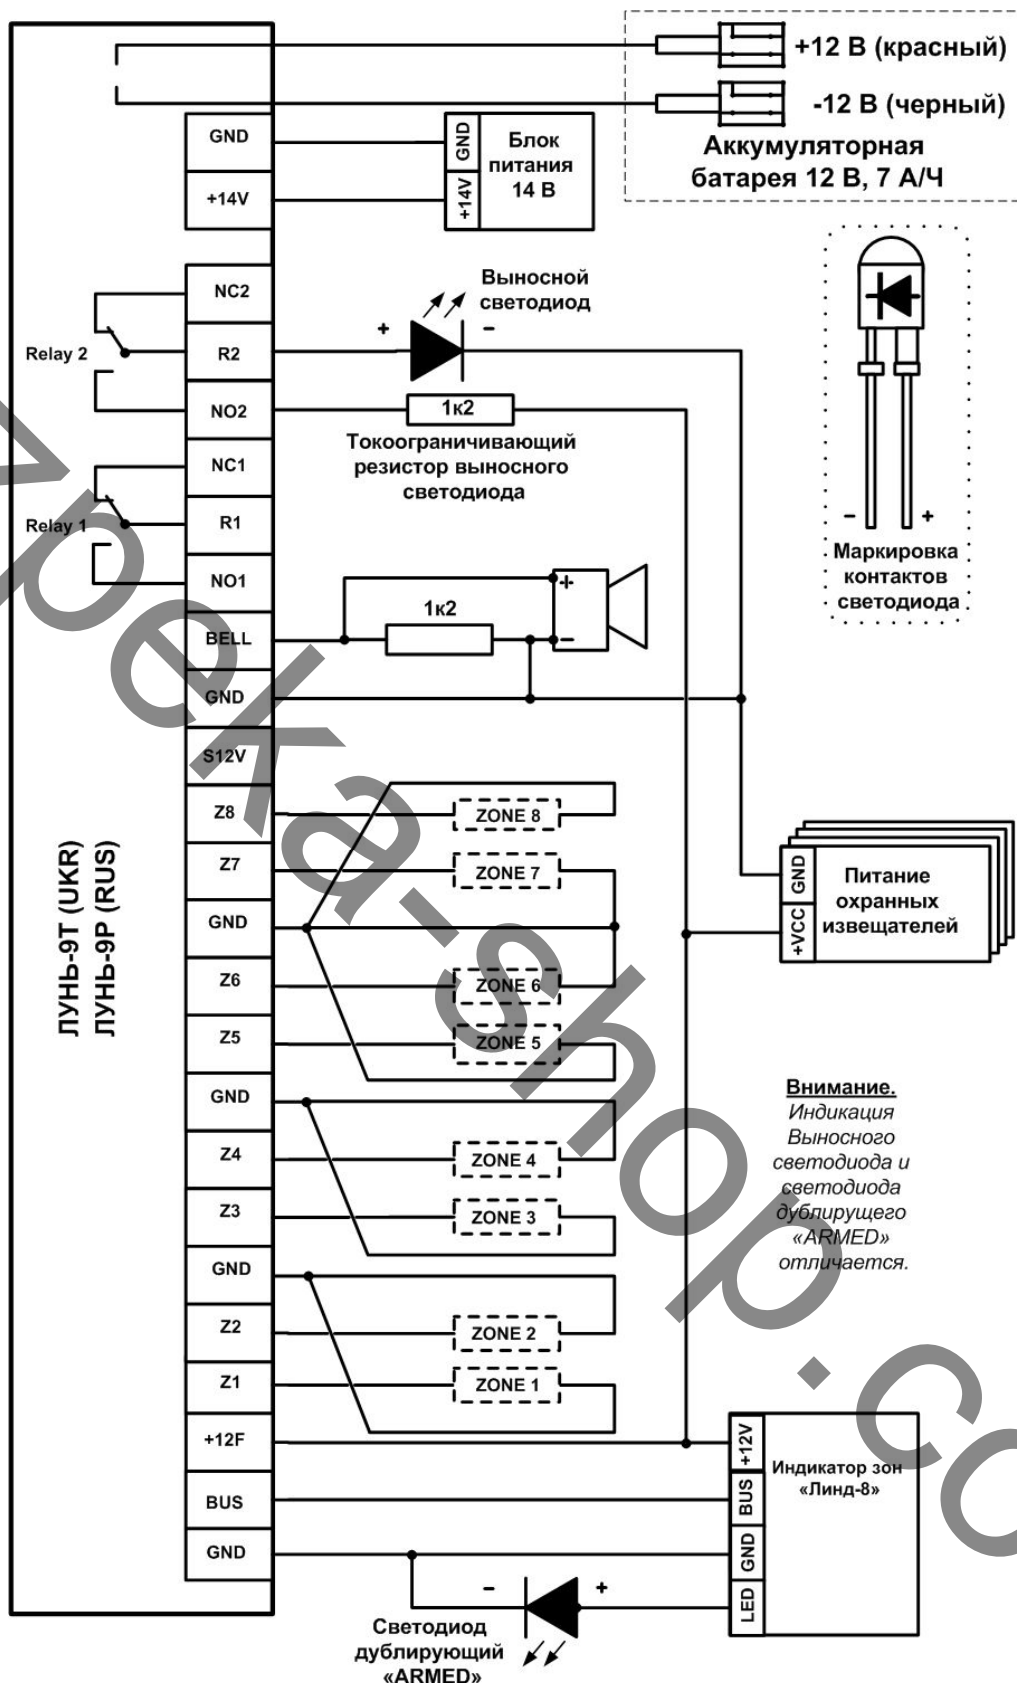 +12 В (красный)
-12 В (черный)
Аккумуляторная
батарея 12 В, 7 А/Ч
GND
+14V
GND
+14V
Блок
питания
14 В
NC2
Relay 2
R2
NO2
Выносной
светодиод
+
-
1к2
Токоограничивающий
резистор выносного
светодиода
-
+
Маркировка
контактов
светодиода
NC1
Relay 1
R1
NO1
BELL
GND
S12V
1к2
+
-
Z8
Z7
GND
Z6
Z5
GND
Z4
Z3
GND
Z2
Z1
+12F
BUS
GND
ZONE 8
ZONE 7
ZONE 6
ZONE 5
ZONE 4
ZONE 3
ZONE 2
ZONE 1
ЛУНЬ-9Т (UKR)
ЛУНЬ-9Р (RUS)
GND
+VCC
Питание
охранных
извещателей
Внимание.
Индикация
Выносного
светодиода и
светодиода
дублирущего
«ARMED»
отличается.
+12V
BUS
GND
LED
Индикатор зон
«Линд-8»
-
+
Светодиод
дублирующий
«ARMED»
zpeka-shop.co